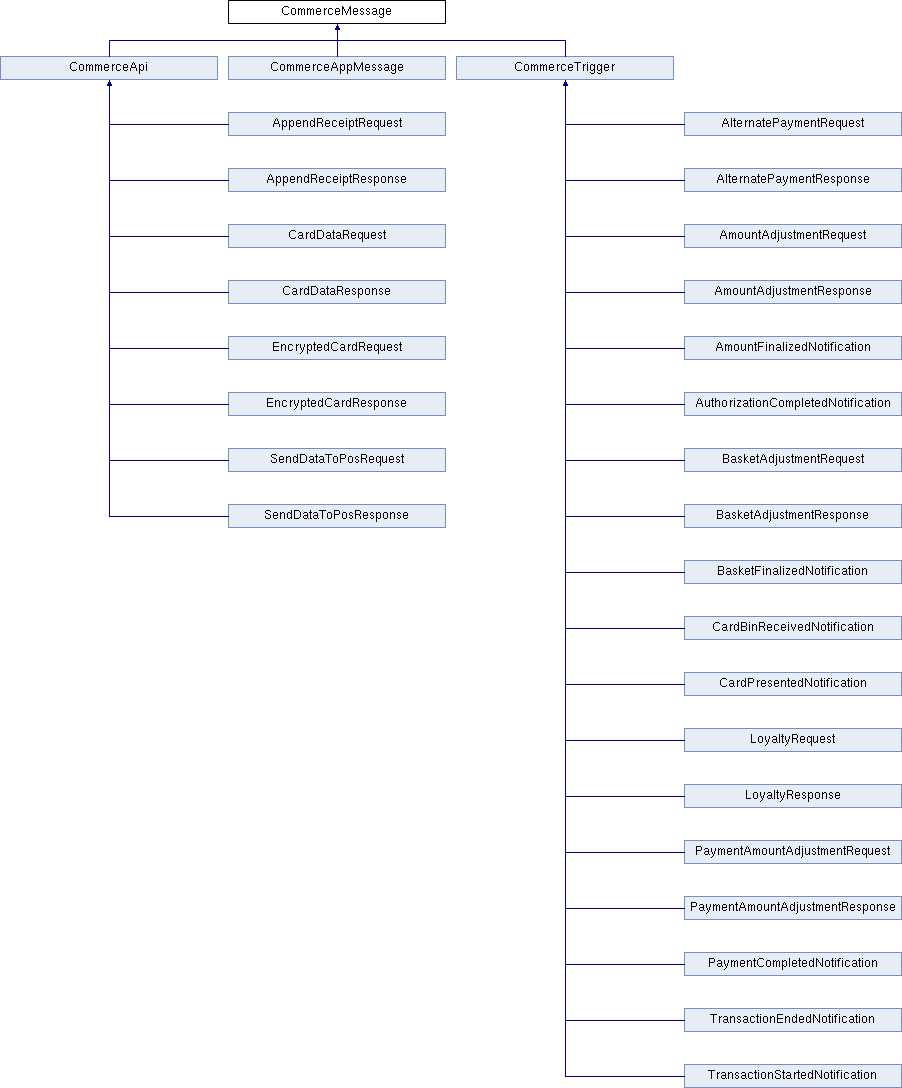 CommerceMessage
CommerceApi
CommerceAppMessage
CommerceTrigger
AppendReceiptRequest
AppendReceiptResponse
CardDataRequest
CardDataResponse
EncryptedCardRequest
EncryptedCardResponse
SendDataToPosRequest
SendDataToPosResponse
AlternatePaymentRequest
AlternatePaymentResponse
AmountAdjustmentRequest
AmountAdjustmentResponse
AmountFinalizedNotification
AuthorizationCompletedNotification
BasketAdjustmentRequest
BasketAdjustmentResponse
BasketFinalizedNotification
CardBinReceivedNotification
CardPresentedNotification
LoyaltyRequest
LoyaltyResponse
PaymentAmountAdjustmentRequest
PaymentAmountAdjustmentResponse
PaymentCompletedNotification
TransactionEndedNotification
TransactionStartedNotification